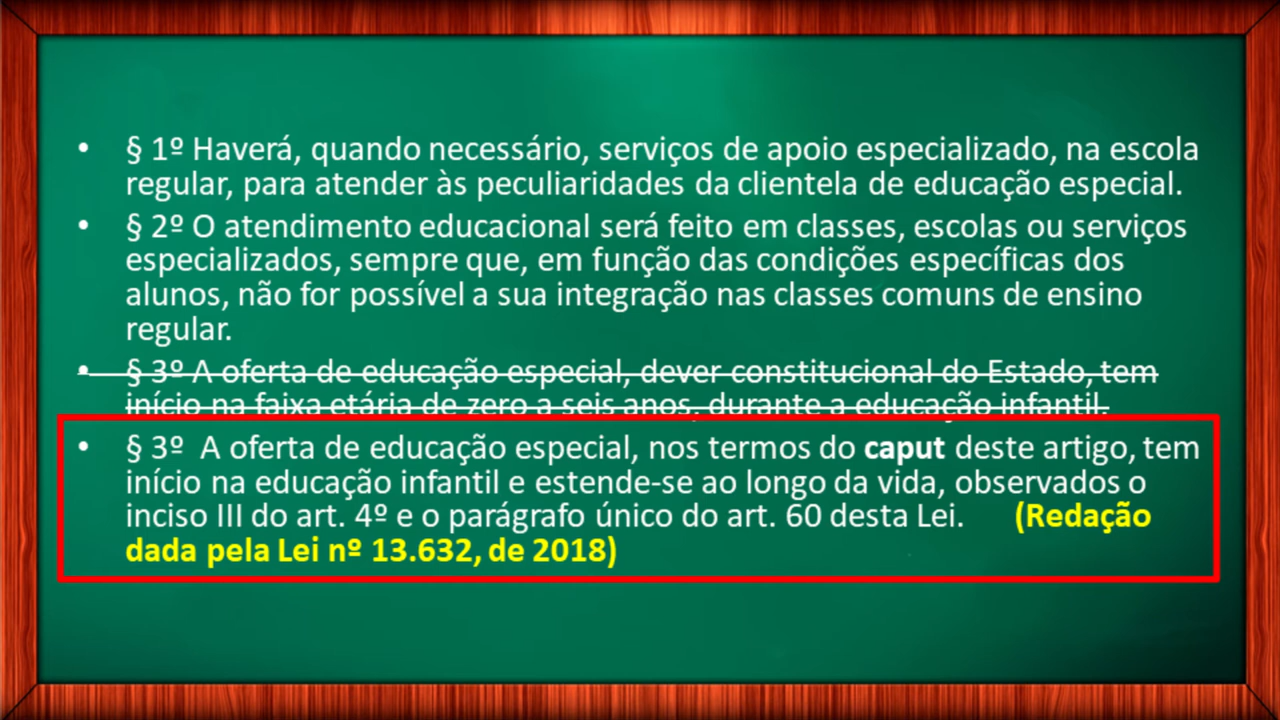 • § 1º Haverá, quando necessário, serviços de apoio especializado, na escola
regular, para atender às peculiaridades da clientela de educação especial.
• § 2º O atendimento educacional será feito em classes, escolas ou serviços
especializados, sempre que, em função das condições específicas dos
alunos, não for possível a sua integração nas classes comuns de ensino
regular.
• § 3º A oferta de educação especial, dever constitucional do Estado, tem
início na faixa etária de zero a seis anos, durante a educação infantil.
• § 3º A oferta de educação especial, nos termos do caput deste artigo, tem
início na educação infantil e estende-se ao longo da vida, observados o
inciso III do art. 4º e o parágrafo único do art. 60 desta Lei. (Redação
dada pela Lei nº 13.632, de 2018)